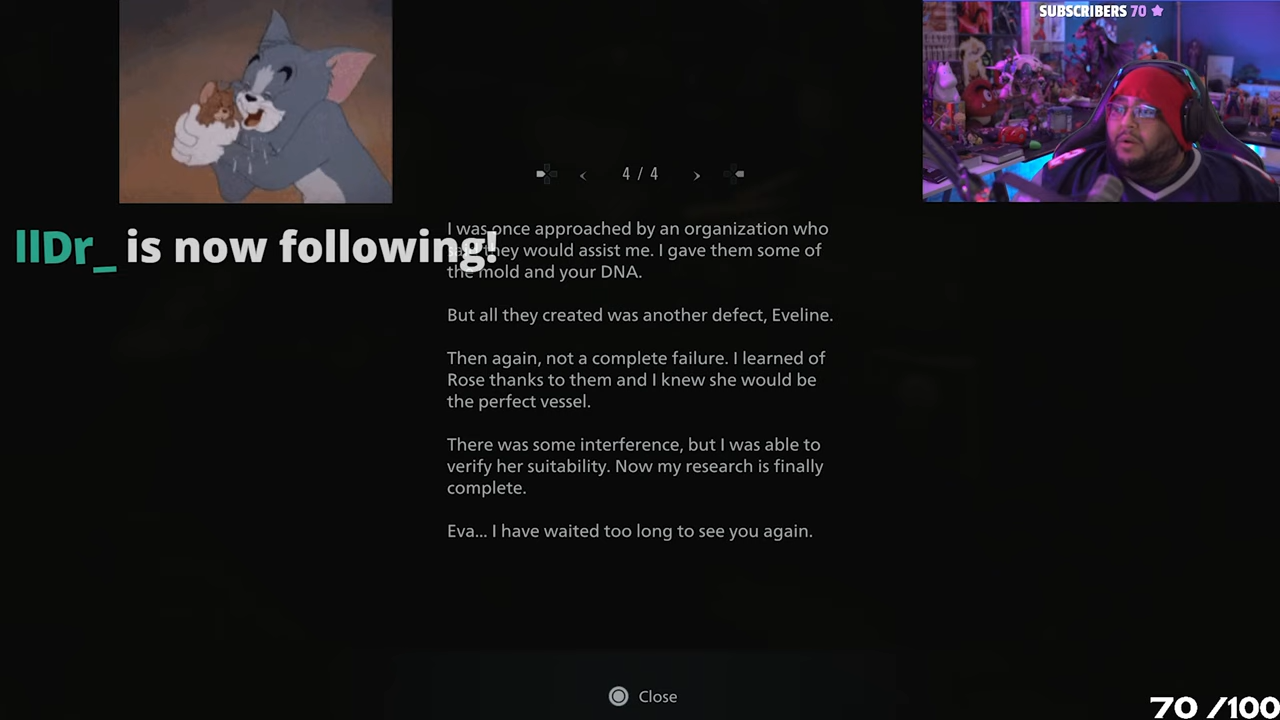 SUBSCRIBERS 70
4 / 4
llDr_ is now following!
I was once approached by an organization who
they would assist me. I gave them some of
the mold and your DNA.
But all they created was another defect, Eveline.
Then again, not a complete failure. I learned of
Rose thanks to them and I knew she would be
the perfect vessel.
There was some interference, but I was able to
verify her suitability. Now my research is finally
complete.
Eva... I have waited too long to see you again.
Close
70 /100